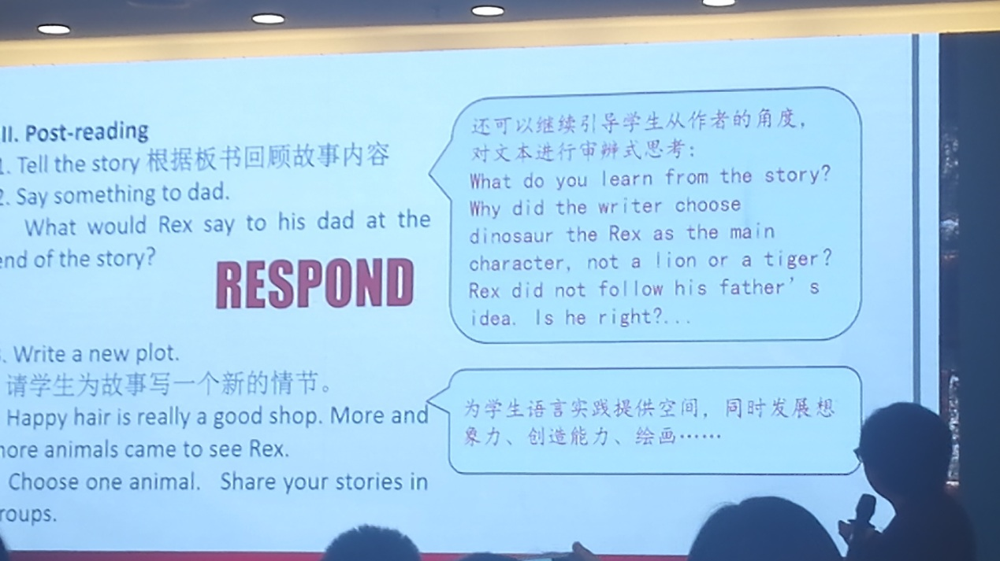 II. Post-reading
1. Tell the story 根据板书回顾故事内容
2. Say something to dad.
What would Rex say to his dad at the
end of the story?
RESPOND
. Write a new plot.
请学生为故事写一个新的情节。
Happy hair is really a good shop. More and
more animals came to see Rex.
Choose one animal. Share your stories in
roups.
还可以继续引导学生从作者的角度，
对文本进行审辨式思考：
What do you learn from the story?
Why did the writer choose
dinosaur the Rex as the main
character, not a lion or a tiger?
Rex did not follow his father's
idea. Is he right?...
为学生语言实践提供空间，同时发展想
象力、创造能力、绘画……